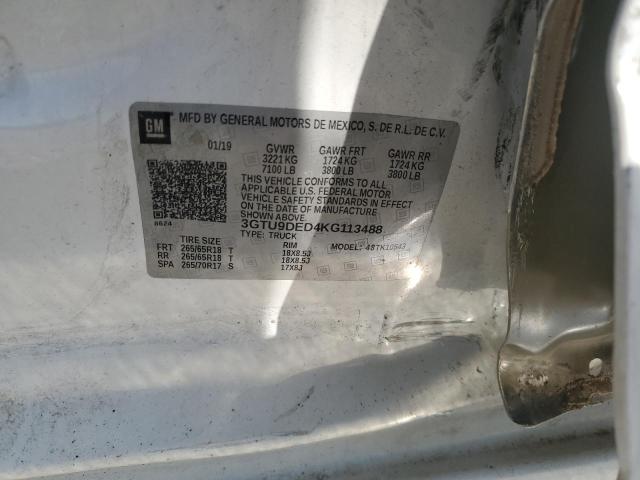 GM
MFD BY GENERAL MOTORS DE MEXICO, S. DE R.L. DE C.V.
01/19 GVWR GAWR FRT GAWR RR
3221 KG 1724 KG 1724 KG
7100 LB 3800 LB 3800 LB
THIS VEHICLE CONFORMS TO ALL
APPLICABLE U.S. FEDERAL MOTOR
VEHICLE SAFETY STANDARDS IN EFFECT
ON THE DATE OF MANUFACTURE
SHOWN ABOVE.
8624 3GTU9DED4KG113488
TYPE: TRUCK
TIRE SIZE RIM MODEL: 48TK10543
FRT 265/65R18 T 18X8.5J
RR 265/65R18 T 18X8.5J
SPA 265/70R17 S 17X8J